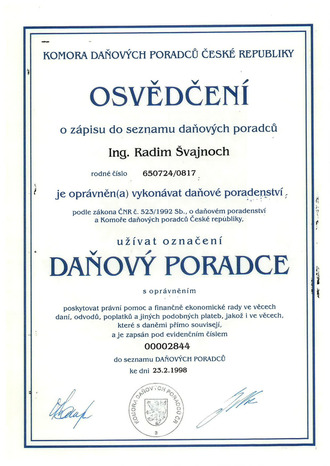 KOMORA DAŇOVÝCH PORADCŮ ČESKÉ REPUBLIKY
OSVĚDČENÍ
o zápisu do seznamu daňových poradců
Ing. Radim Švajnoch
rodné číslo 650724/0817
je oprávněn(a) vykonávat daňové poradenství
podle zákona ČNR č. 523/1992 Sb., o daňovém poradenství
a Komoře daňových poradců České republiky,
užívat označení
DAŇOVÝ PORADCE
s oprávněním
poskytovat právní pomoc a finančně ekonomické rady ve věcech
daní, odvodů, poplatků a jiných podobných plateb, jakož i ve věcech,
které s daněmi přímo souvisejí,
a je zapsán pod evidenčním číslem
00002844
do seznamu DAŇOVÝCH PORADCŮ
ke dni 23.2.1998
KOMORA DAŇOVÝCH PORADCŮ ČR